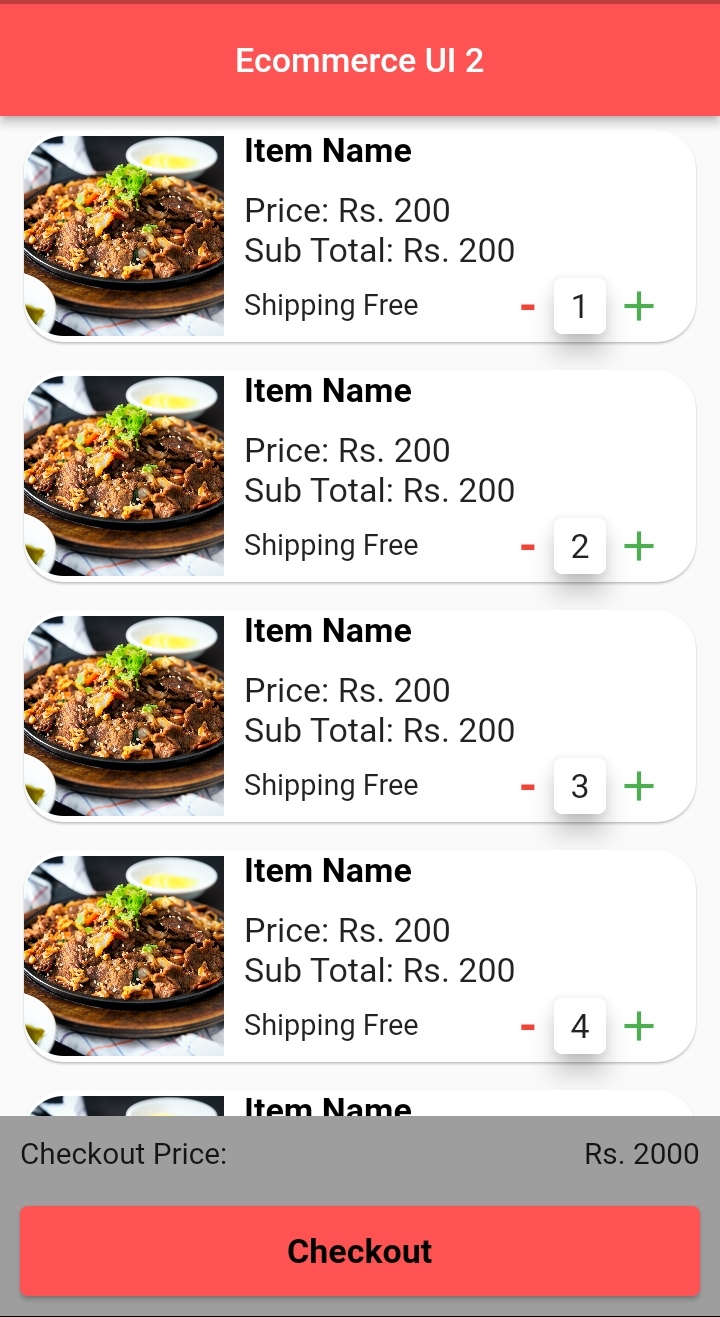 Ecommerce UI 2
Item Name
Price: Rs. 200
Sub Total: Rs. 200
Shipping Free - 1 +
Item Name
Price: Rs. 200
Sub Total: Rs. 200
Shipping Free - 2 +
Item Name
Price: Rs. 200
Sub Total: Rs. 200
Shipping Free - 3 +
Item Name
Price: Rs. 200
Sub Total: Rs. 200
Shipping Free - 4 +
Item Name
Checkout Price: Rs. 2000
Checkout